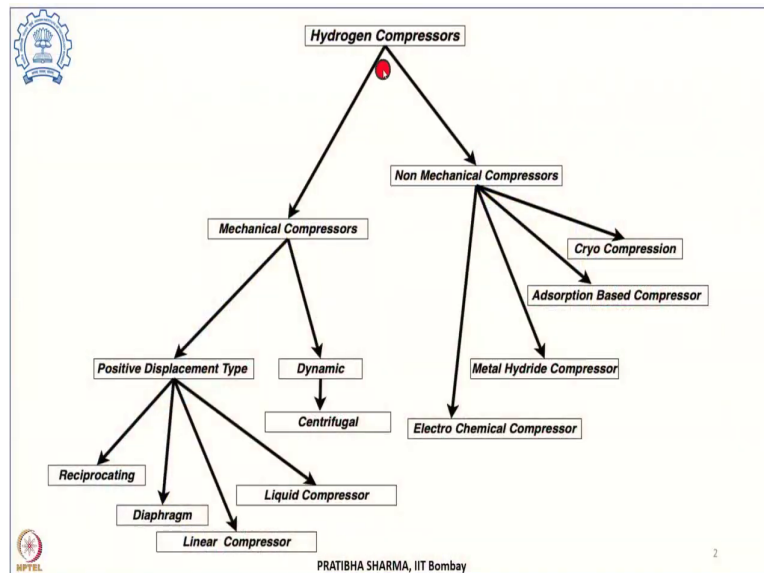 Hydrogen Compressors
Non Mechanical Compressors
Mechanical Compressors
Cryo Compression
Adsorption Based Compressor
Positive Displacement Type
Dynamic
Metal Hydride Compressor
Centrifugal
Electro Chemical Compressor
Reciprocating
Liquid Compressor
Diaphragm
Linear Compressor
NPTEL
PRATIBHA SHARMA, IIT Bombay
2